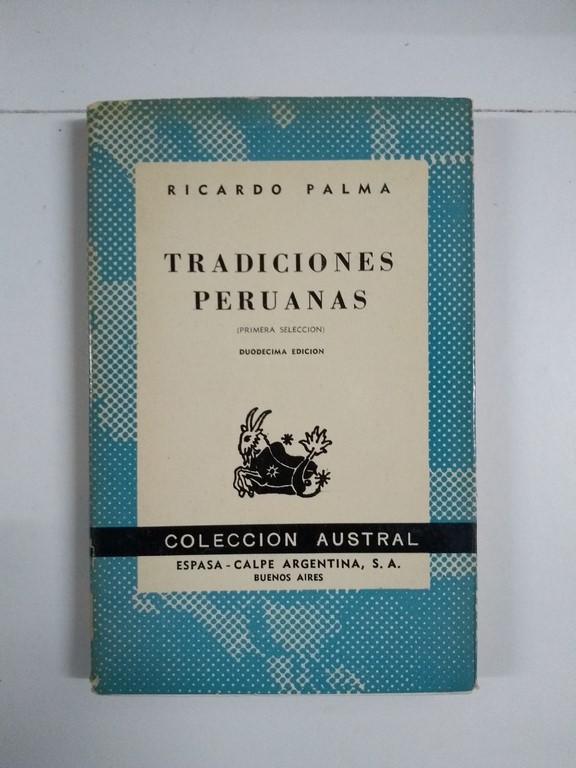 RICARDO PALMA
TRADICIONES
PERUANAS
(PRIMERA SELECCION)
DUODECIMA EDICION
COLECCION AUSTRAL
ESPASA - CALPE ARGENTINA, S. A.
BUENOS AIRES